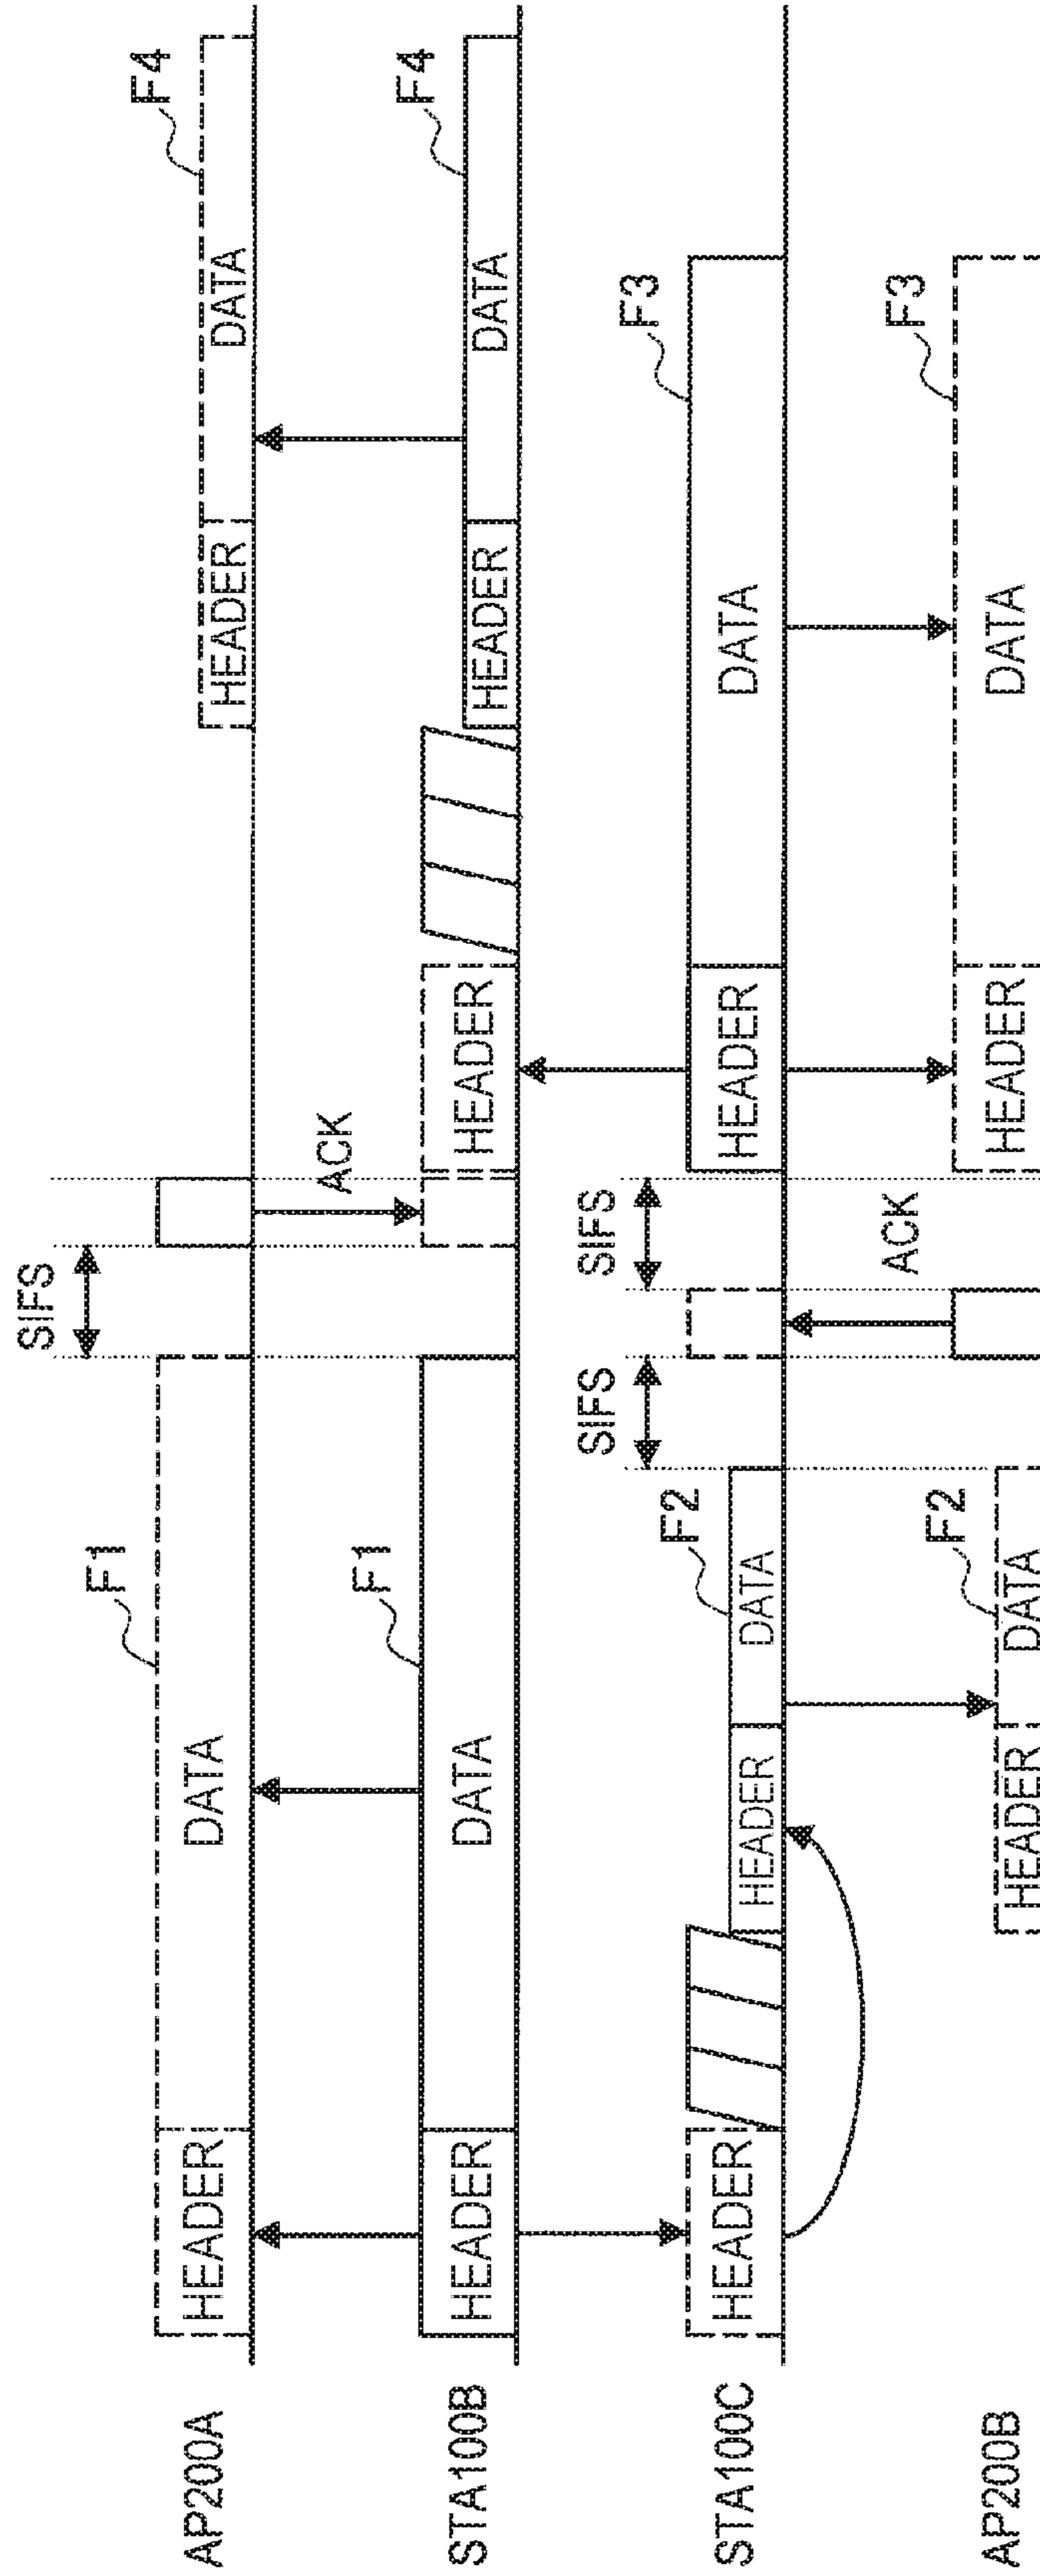 AP200A
HEADER
DATA
F1
SIFS
ACK
HEADER
DATA
F4
STA100B
HEADER
DATA
F1
HEADER
HEADER
DATA
F4
STA100C
HEADER
HEADER
DATA
F2
SIFS
SIFS
HEADER
DATA
F3
AP200B
HEADER
DATA
F2
ACK
HEADER
DATA
F3